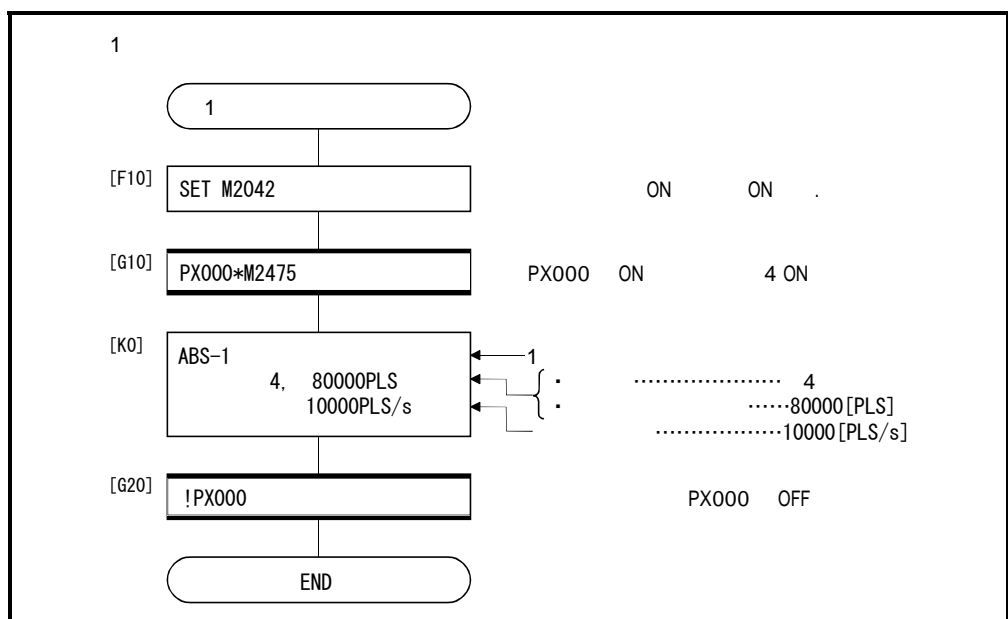 1
1
[F10] SET M2042 ON ON .
[G10] PX000*M2475 PX000 ON 4 ON
[K0] ABS-1 1
4, 80000PLS ・ ····················· 4
10000PLS/s ・ ······80000[PLS]
··················10000[PLS/s]
[G20] !PX000 PX000 OFF
END